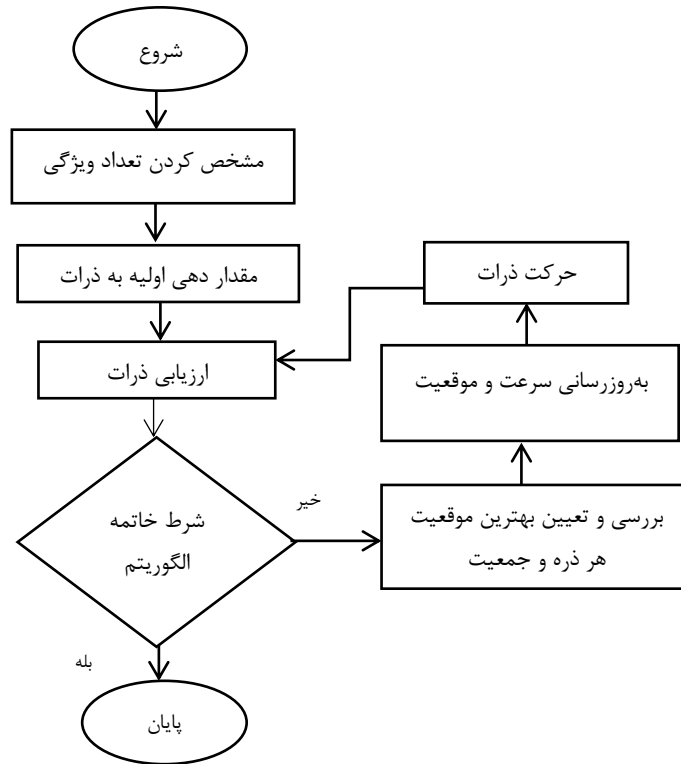 شروع
مشخص کردن تعداد ویژگی
مقدار دهی اولیه به ذرات
ارزیابی ذرات
شرط خاتمه
الگوریتم
خیر
بررسی و تعیین بهترین موقعیت
هر ذره و جمعیت
به‌روزرسانی سرعت و موقعیت
حرکت ذرات
بله
پایان